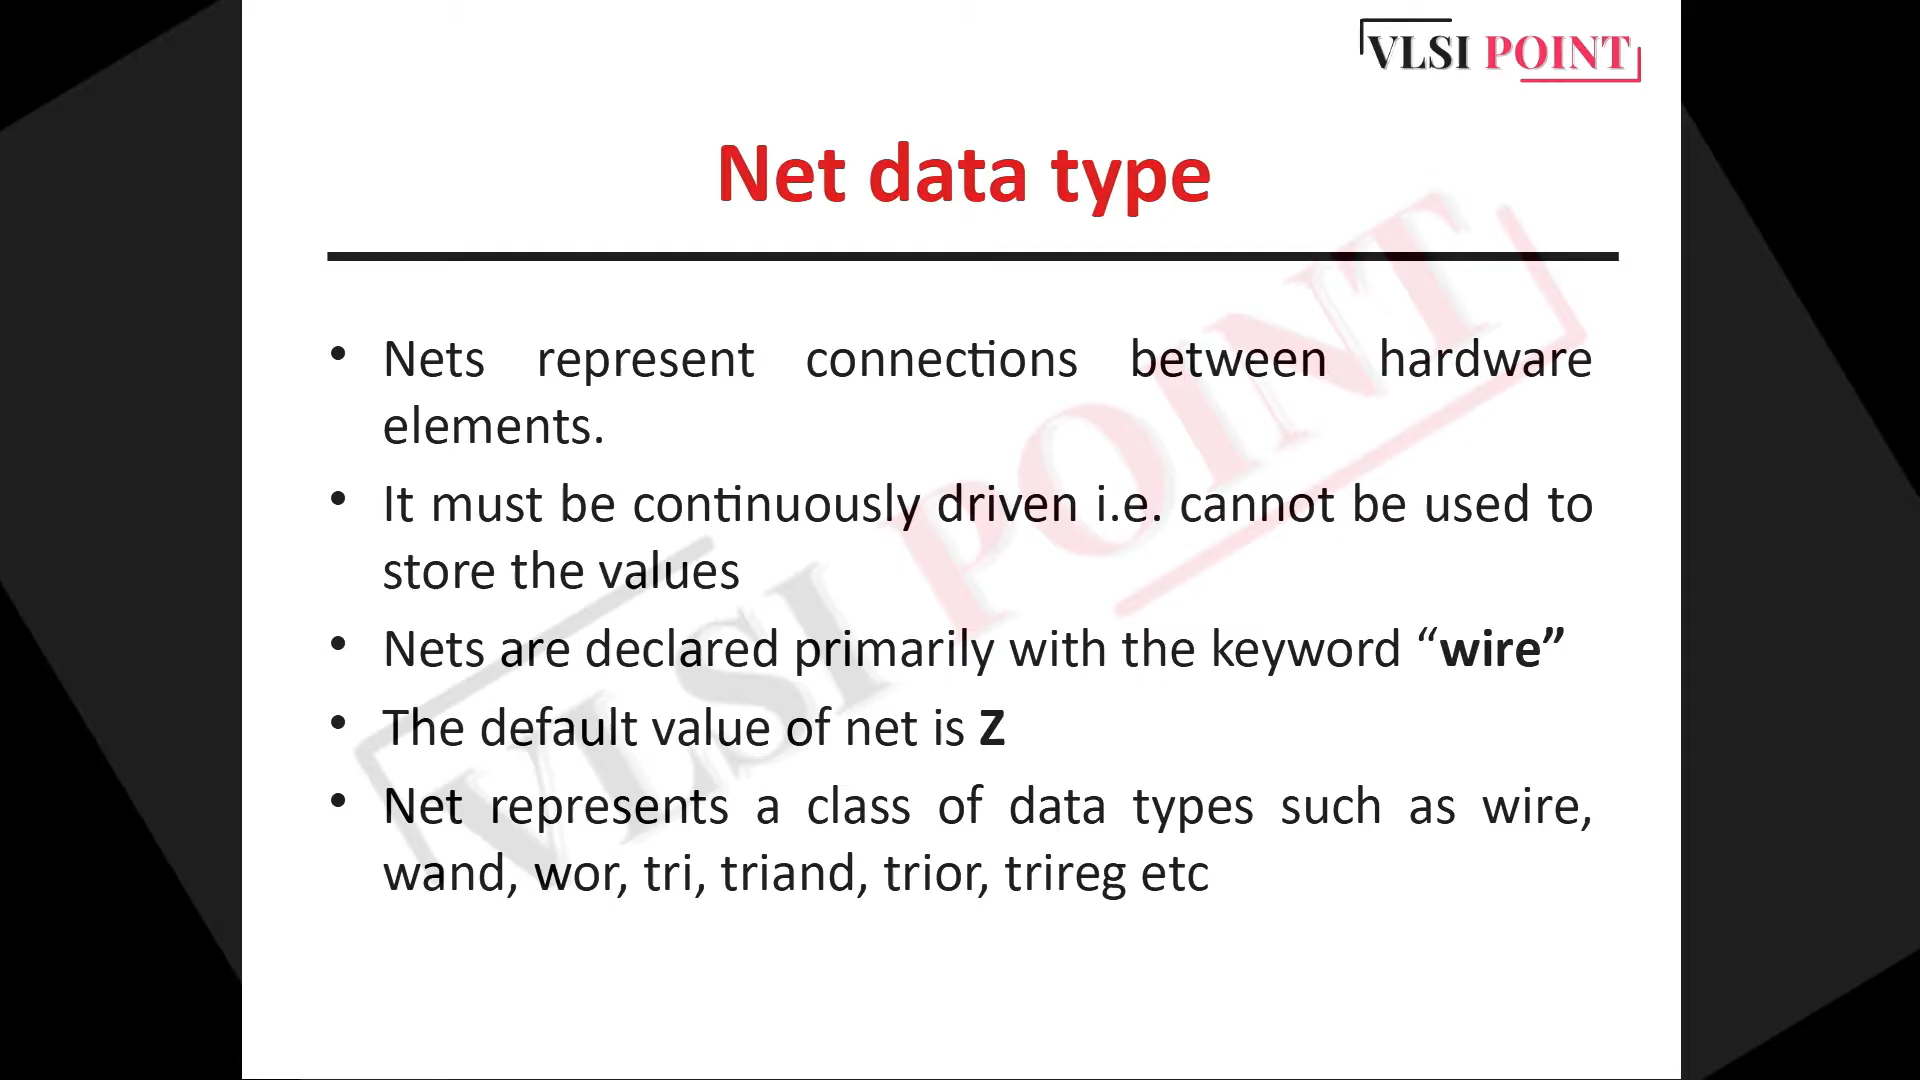 VLSI POINT
Net data type
• Nets represent connections between hardware
elements.
• It must be continuously driven i.e. cannot be used to
store the values
• Nets are declared primarily with the keyword “wire”
• The default value of net is Z
• Net represents a class of data types such as wire,
wand, wor, tri, triand, trior, trireg etc
VLSI POINT